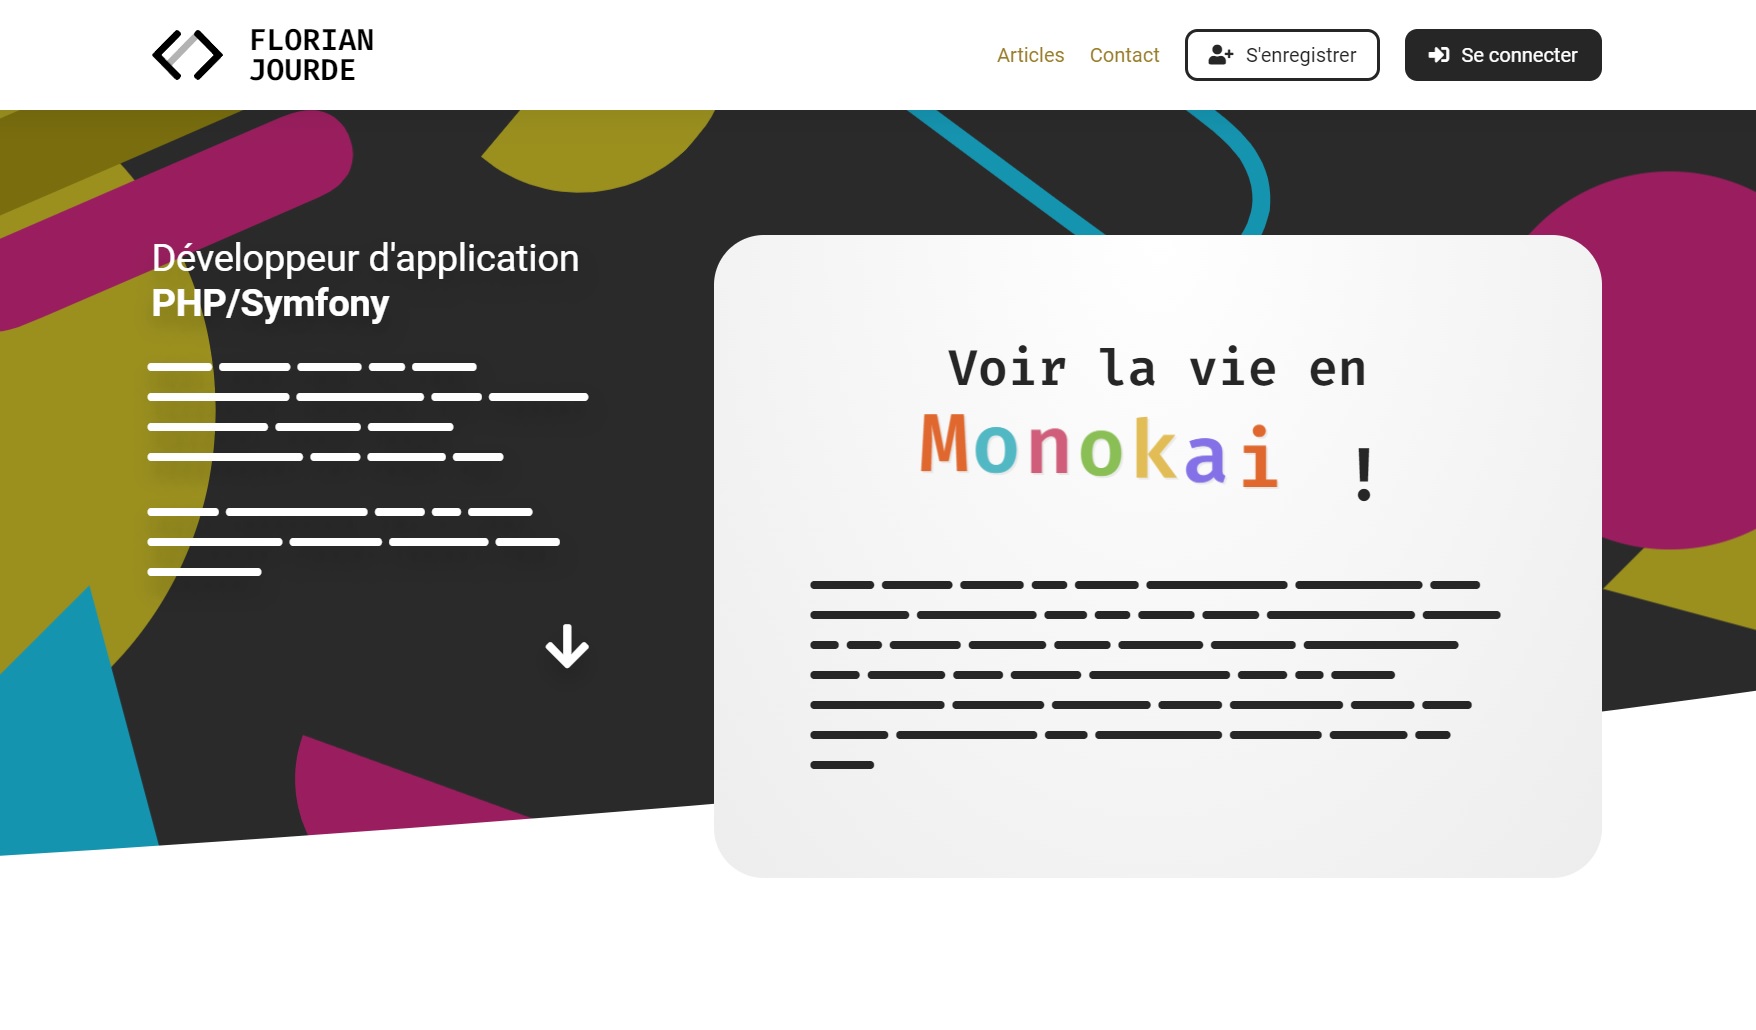 FLORIAN
JOURDE
Articles
Contact
S'enregistrer
Se connecter
Développeur d'application
PHP/Symfony
Voir la vie en
Monokai !